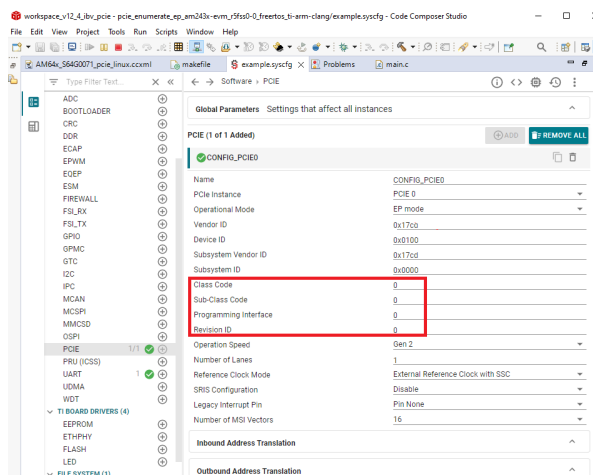 workspace_v12_4_ibv_pcie - pcie_enumerate_ep_am243x-evm_r5fss0-0_freertos_ti-arm-clang/example.syscfg - Code Composer Studio
File Edit View Project Tools Run Scripts Window Help
AM64x_S64G0071_pcie_linux.ccxml makefile example.syscfg Problems main.c
Type Filter Text... Software > PCIE
ADC
BOOTLOADER
CRC
DDR
ECAP
EPWM
EQEP
ESM
FIREWALL
FSI_RX
FSI_TX
GPIO
GPMC
GTC
I2C
IPC
MCAN
MCSPI
MMCSD
OSPI
PCIE 1/1
PRU (ICSS)
UART 1
UDMA
WDT
TI BOARD DRIVERS (4)
EEPROM
ETHPHY
FLASH
LED
FILE SYSTEM (1)
Global Parameters Settings that affect all instances
PCIE (1 of 1 Added) ADD REMOVE ALL
CONFIG_PCIE0
Name CONFIG_PCIE0
PCIe Instance PCIE 0
Operational Mode EP mode
Vendor ID 0x17cd
Device ID 0x0100
Subsystem Vendor ID 0x17cd
Subsystem ID 0x0000
Class Code 0
Sub-Class Code 0
Programming Interface 0
Revision ID 0
Operation Speed Gen 2
Number of Lanes 1
Reference Clock Mode External Reference Clock with SSC
SRIS Configuration Disable
Legacy Interrupt Pin Pin None
Number of MSI Vectors 16
Inbound Address Translation
Outbound Address Translation